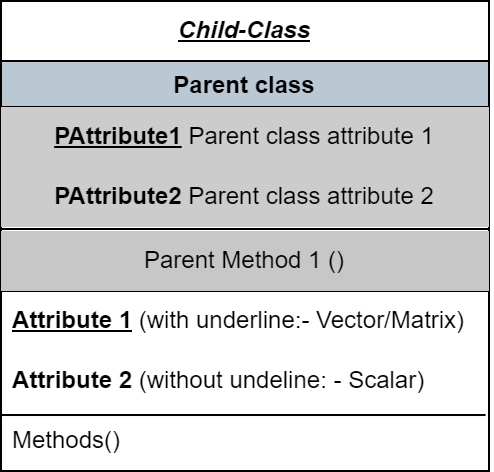 Child-Class
Parent class
PAttribute1 Parent class attribute 1
PAttribute2 Parent class attribute 2
Parent Method 1 ()
Attribute 1 (with underline:- Vector/Matrix)
Attribute 2 (without undeline: - Scalar)
Methods()